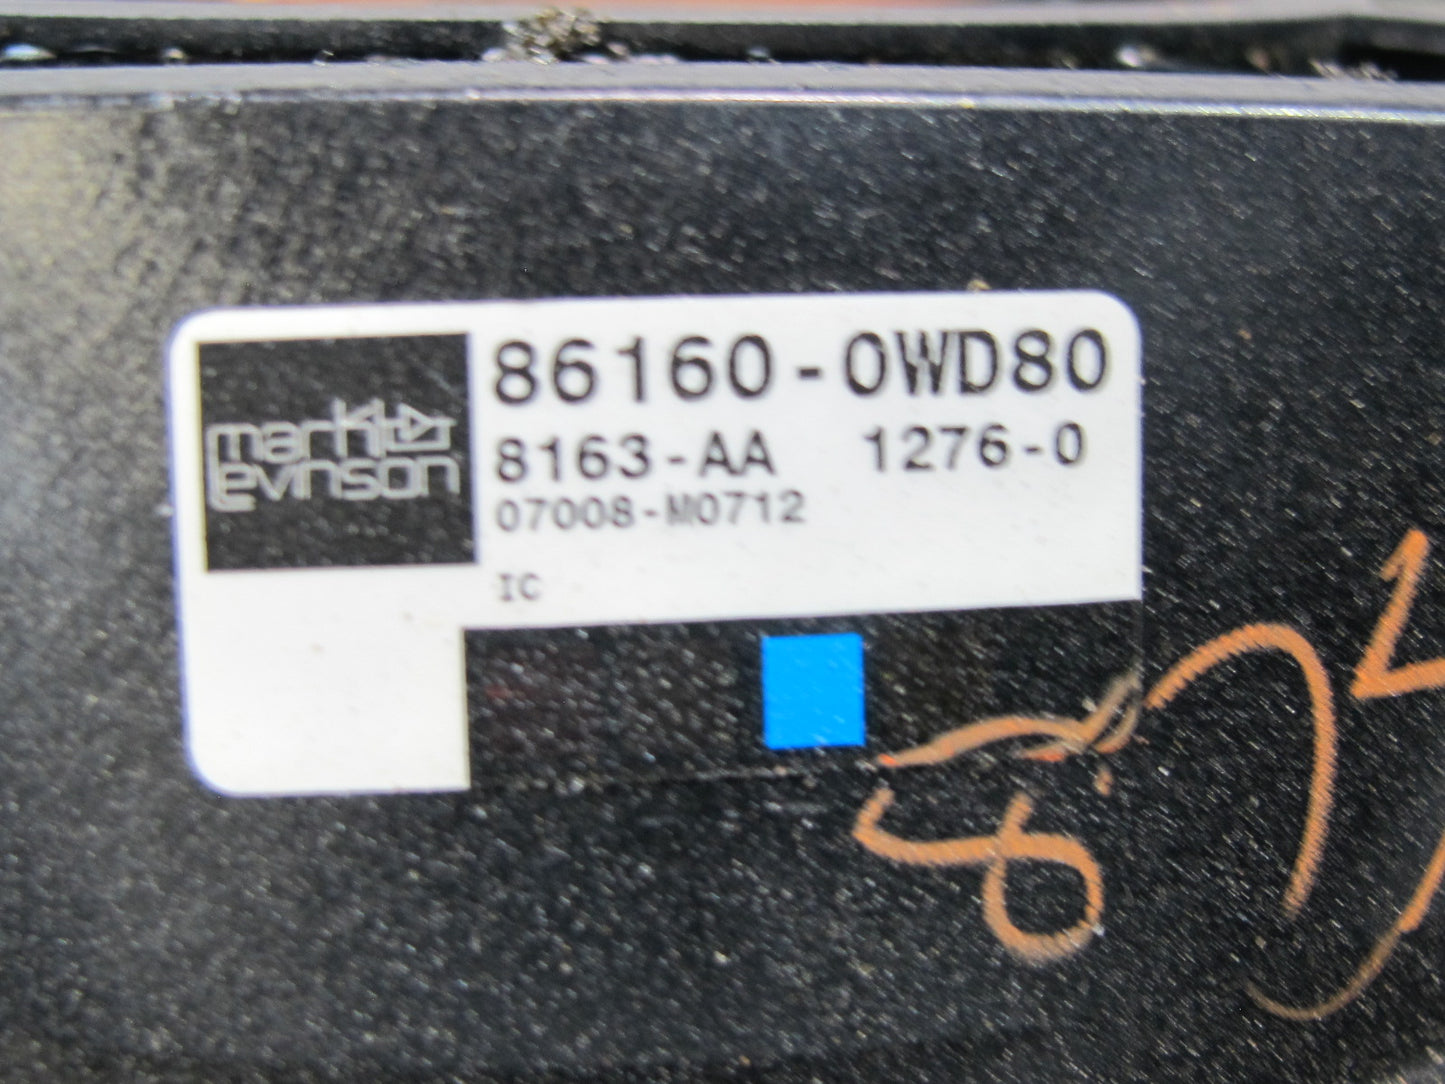 mark
levinson
86160-0WD80
8163-AA 1276-0
07008-M0712
IC